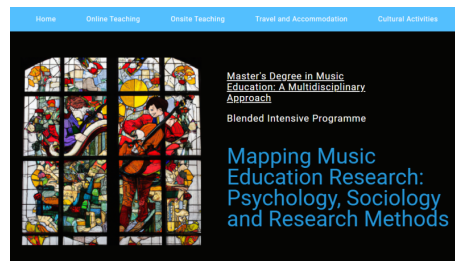 Home Online Teaching Onsite Teaching Travel and Accommodation Cultural Activities
Master's Degree in Music
Education: A Multidisciplinary
Approach
Blended Intensive Programme
Mapping Music
Education Research:
Psychology, Sociology
and Research Methods